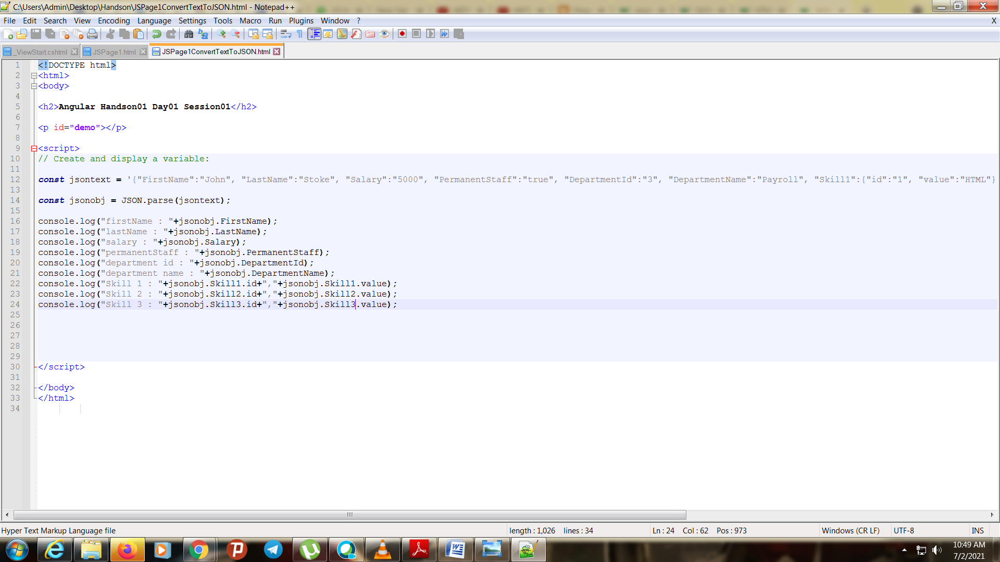 C:\Users\Admin\Desktop\Handson\JSPage1ConvertTextToJSON.html - Notepad++
File Edit Search View Encoding Language Settings Tools Macro Run Plugins Window ? X
_ViewStart.cshtml JSPage1.html JSPage1ConvertTextToJSON.html
1 <!DOCTYPE html>
2 <html>
3 <body>
4
5 <h2>Angular Handson01 Day01 Session01</h2>
6
7 <p id="demo"></p>
8
9 <script>
10 // Create and display a variable:
11
12 const jsontext = '{"FirstName":"John", "LastName":"Stoke", "Salary":"5000", "PermanentStaff":"true", "DepartmentId":"3", "DepartmentName":"Payroll", "Skill1":{"id":"1", "value":"HTML"}
13
14 const jsonobj = JSON.parse(jsontext);
15
16 console.log("firstName : "+jsonobj.FirstName);
17 console.log("lastName : "+jsonobj.LastName);
18 console.log("salary : "+jsonobj.Salary);
19 console.log("permanentStaff : "+jsonobj.PermanentStaff);
20 console.log("department id : "+jsonobj.DepartmentId);
21 console.log("department name : "+jsonobj.DepartmentName);
22 console.log("Skill 1 : "+jsonobj.Skill1.id+","+jsonobj.Skill1.value);
23 console.log("Skill 2 : "+jsonobj.Skill2.id+","+jsonobj.Skill2.value);
24 console.log("Skill 3 : "+jsonobj.Skill3.id+","+jsonobj.Skill3.value);
25
26
27
28
29
30 </script>
31
32 </body>
33 </html>
34
Hyper Text Markup Language file length : 1,026 lines : 34 Ln : 24 Col : 62 Pos : 973 Windows (CR LF) UTF-8 INS
10:49 AM
7/2/2021